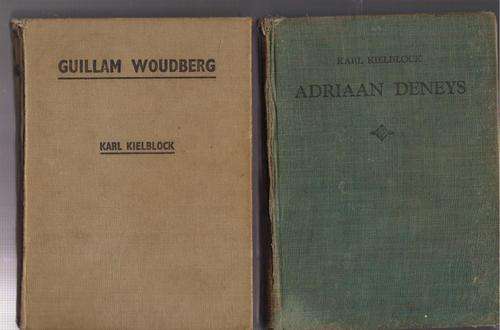 GUILLAM WOUDBERG
KARL KIELBLOCK
KARL KIELBLOCK
ADRIAAN DENEYS